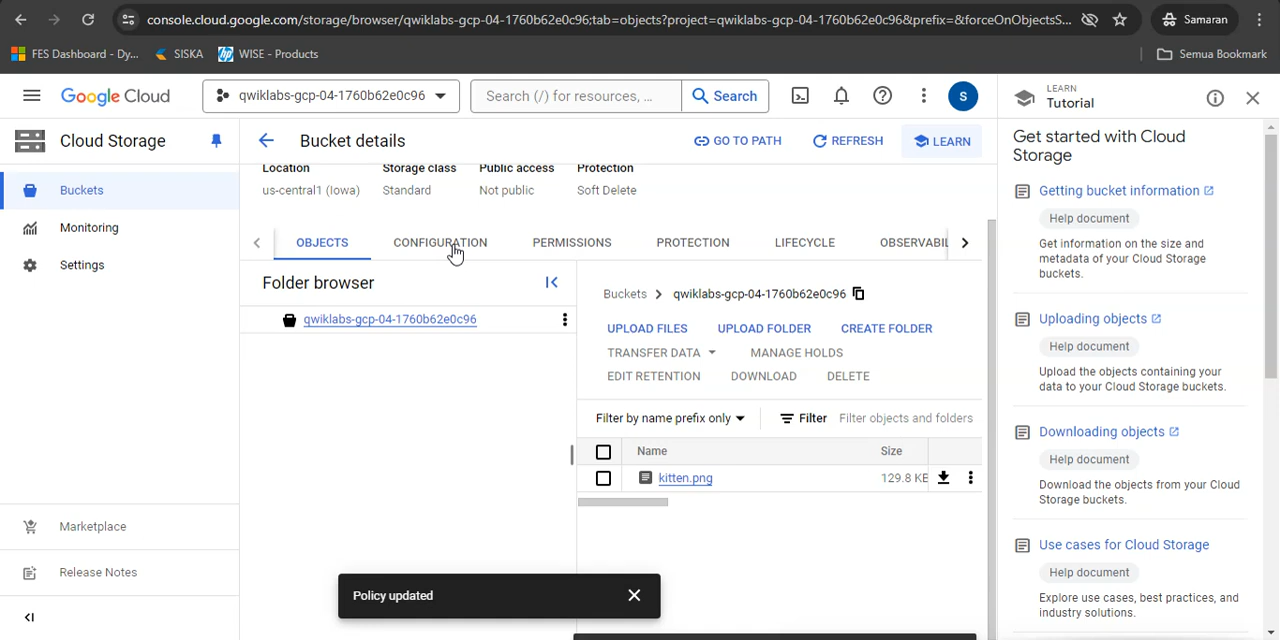 console.cloud.google.com/storage/browser/qwiklabs-gcp-04-1760b62e0c96;tab=objects?project=qwiklabs-gcp-04-1760b62e0c96&prefix=&forceOnObjectsS...
Samaran
FES Dashboard - Dy...
SISKA
WISE - Products
Semua Bookmark
Google Cloud
qwiklabs-gcp-04-1760b62e0c96
Search (/) for resources, ...
Search
S
LEARN
Tutorial
Cloud Storage
Bucket details
GO TO PATH
REFRESH
LEARN
Buckets
Monitoring
Settings
Marketplace
Release Notes
Location
Storage class
Public access
Protection
us-central1 (Iowa)
Standard
Not public
Soft Delete
OBJECTS
CONFIGURATION
PERMISSIONS
PROTECTION
LIFECYCLE
OBSERVABIL
Folder browser
qwiklabs-gcp-04-1760b62e0c96
Buckets > qwiklabs-gcp-04-1760b62e0c96
UPLOAD FILES
UPLOAD FOLDER
CREATE FOLDER
TRANSFER DATA
MANAGE HOLDS
EDIT RETENTION
DOWNLOAD
DELETE
Filter by name prefix only
Filter
Filter objects and folders
Name
Size
kitten.png
129.8 KB
Policy updated
Get started with Cloud
Storage
Getting bucket information
Help document
Get information on the size and
metadata of your Cloud Storage
buckets.
Uploading objects
Help document
Upload the objects containing your
data to your Cloud Storage buckets.
Downloading objects
Help document
Download the objects from your Cloud
Storage buckets.
Use cases for Cloud Storage
Help document
Explore use cases, best practices, and
industry solutions.